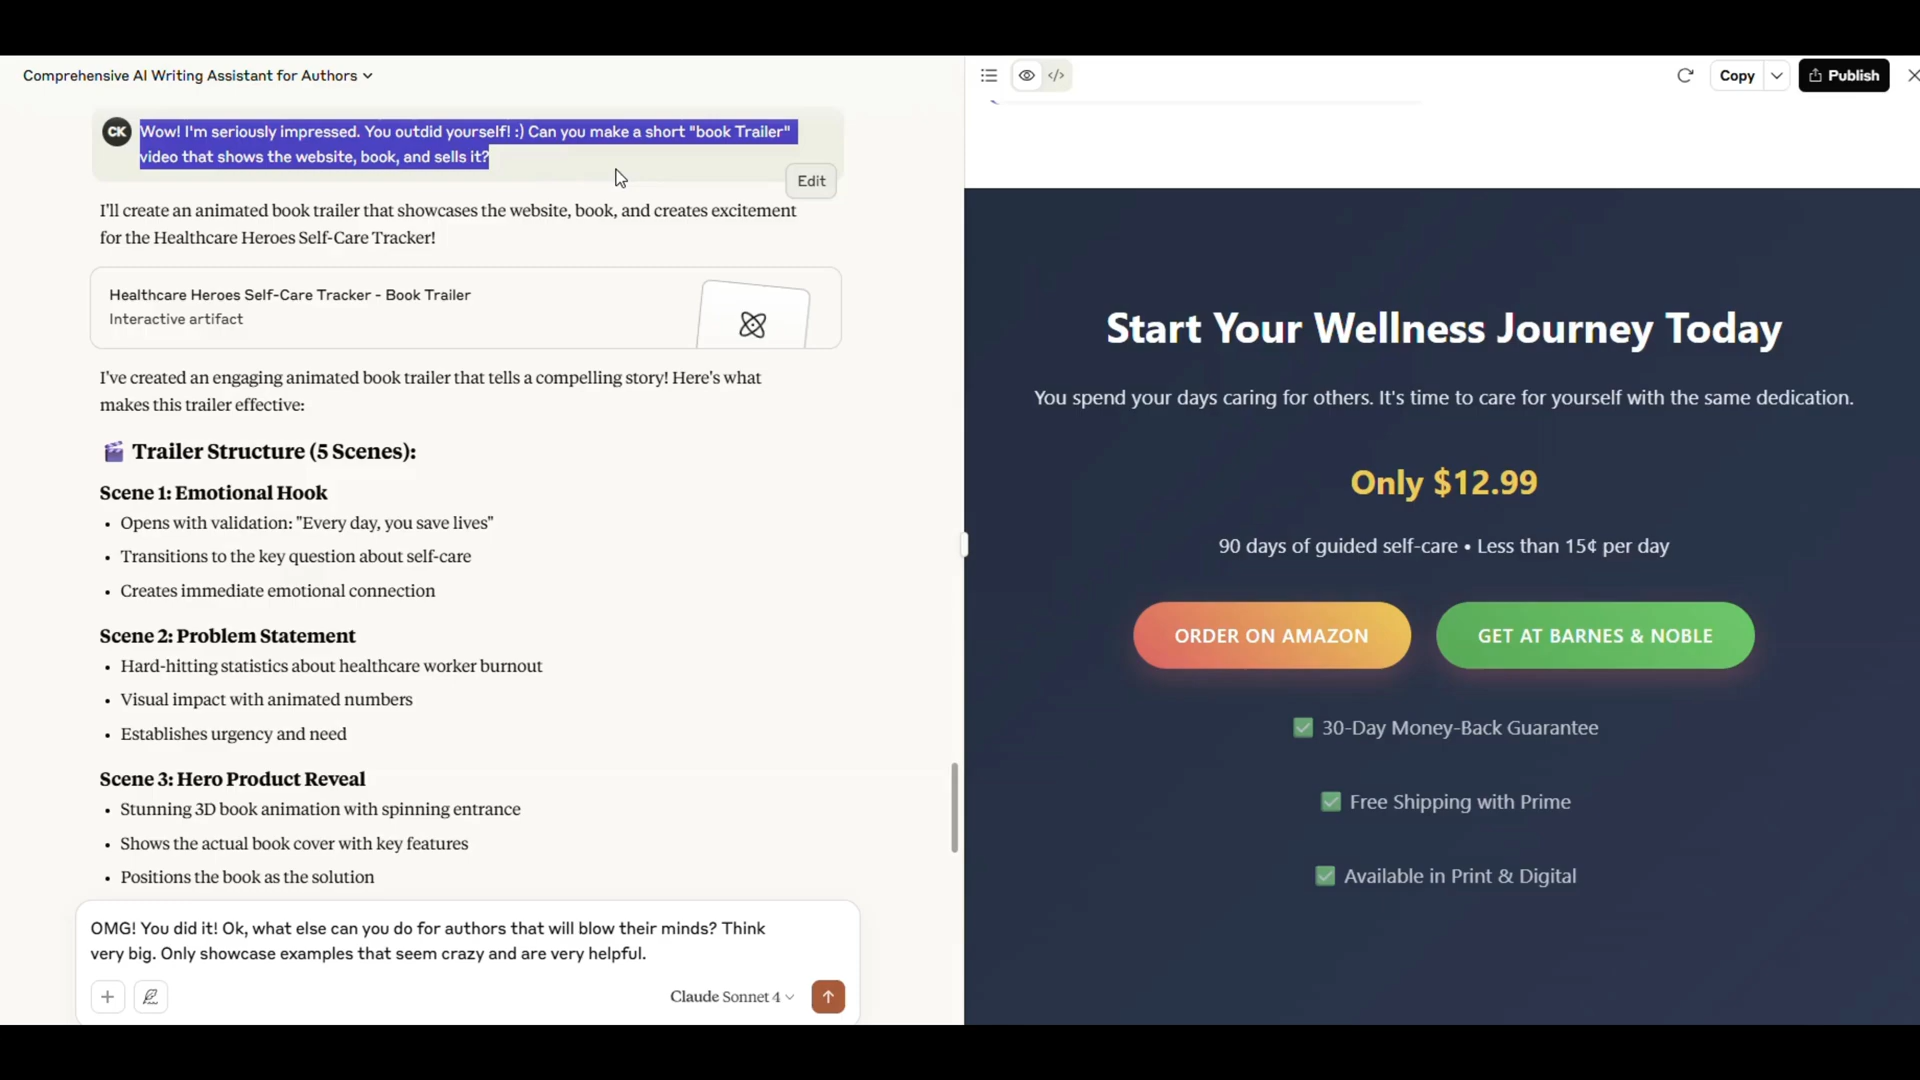 Comprehensive AI Writing Assistant for Authors
CK
Wow! I'm seriously impressed. You outdid yourself! :) Can you make a short "book Trailer"
video that shows the website, book, and sells it?
Edit
I'll create an animated book trailer that showcases the website, book, and creates excitement
for the Healthcare Heroes Self-Care Tracker!
Healthcare Heroes Self-Care Tracker - Book Trailer
Interactive artifact
I've created an engaging animated book trailer that tells a compelling story! Here's what
makes this trailer effective:
🎬 Trailer Structure (5 Scenes):
Scene 1: Emotional Hook
• Opens with validation: "Every day, you save lives"
• Transitions to the key question about self-care
• Creates immediate emotional connection
Scene 2: Problem Statement
• Hard-hitting statistics about healthcare worker burnout
• Visual impact with animated numbers
• Establishes urgency and need
Scene 3: Hero Product Reveal
• Stunning 3D book animation with spinning entrance
• Shows the actual book cover with key features
• Positions the book as the solution
OMG! You did it! Ok, what else can you do for authors that will blow their minds? Think
very big. Only showcase examples that seem crazy and are very helpful.
Claude Sonnet 4
</>
Copy
Publish
Start Your Wellness Journey Today
You spend your days caring for others. It's time to care for yourself with the same dedication.
Only $12.99
90 days of guided self-care • Less than 15¢ per day
ORDER ON AMAZON
GET AT BARNES & NOBLE
✅ 30-Day Money-Back Guarantee
✅ Free Shipping with Prime
✅ Available in Print & Digital